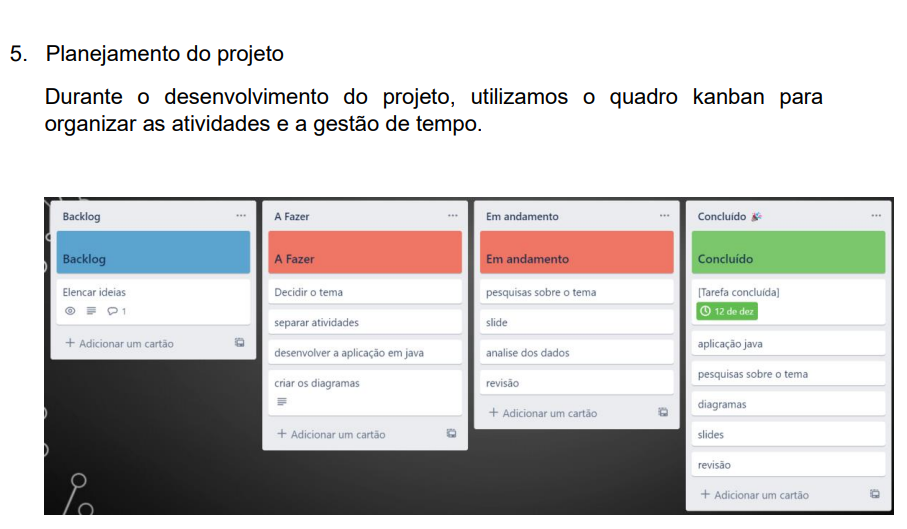 5. Planejamento do projeto
Durante o desenvolvimento do projeto, utilizamos o quadro kanban para
organizar as atividades e a gestão de tempo.
Backlog
Backlog
Elencar ideias
1
+ Adicionar um cartão
A Fazer
A Fazer
Decidir o tema
separar atividades
desenvolver a aplicação em java
criar os diagramas
+ Adicionar um cartão
Em andamento
Em andamento
pesquisas sobre o tema
slide
analise dos dados
revisão
+ Adicionar um cartão
Concluído 🎉
Concluído
[Tarefa concluída]
12 de dez
aplicação java
pesquisas sobre o tema
diagramas
slides
revisão
+ Adicionar um cartão